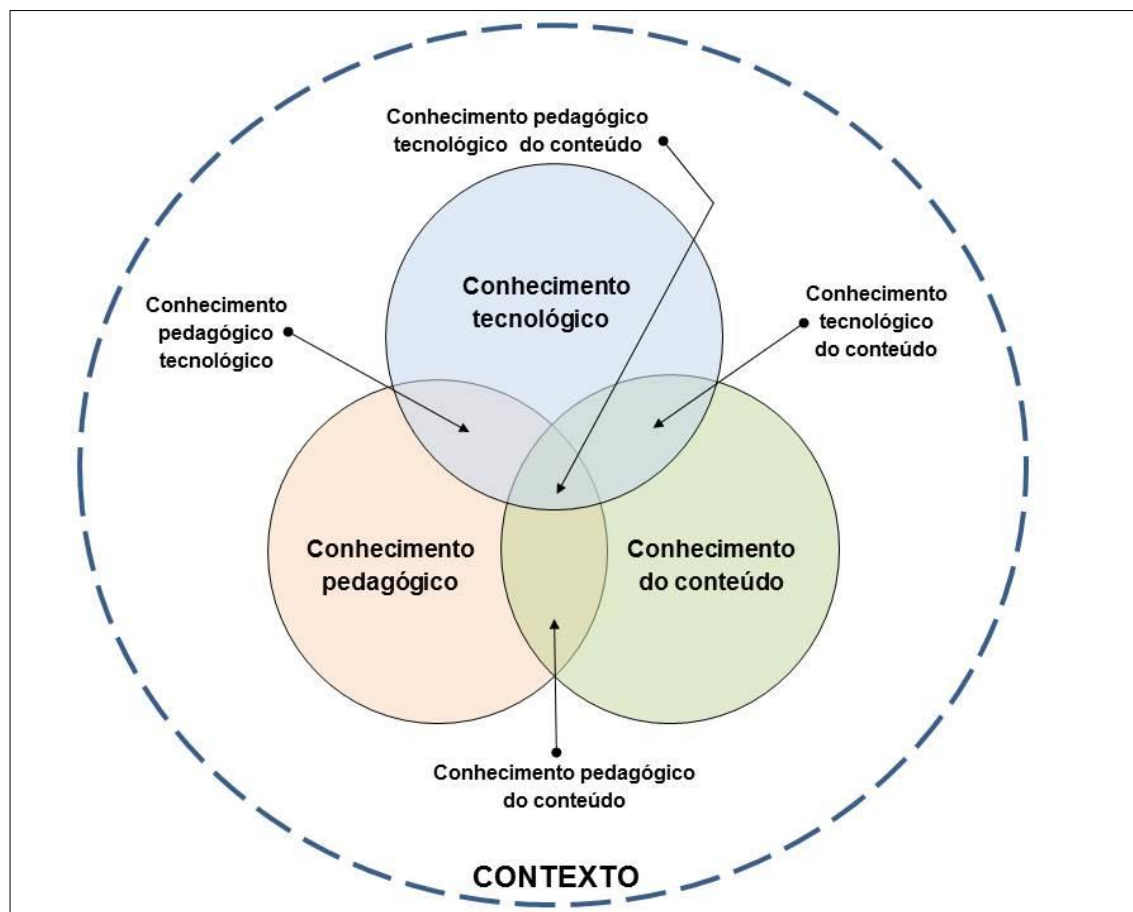 Conhecimento pedagógico
tecnológico do conteúdo
Conhecimento
tecnológico
Conhecimento
pedagógico
tecnológico
Conhecimento
tecnológico
do conteúdo
Conhecimento
pedagógico
Conhecimento
do conteúdo
Conhecimento pedagógico
do conteúdo
CONTEXTO